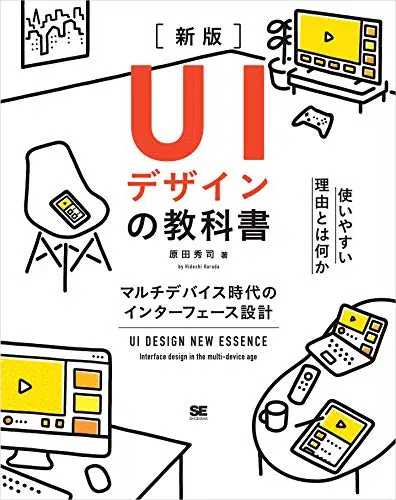 [新版]
UI
デザイン
の教科書
原田秀司 著
by Hideshi Harada
使いやすい
理由とは何か
マルチデバイス時代の
インターフェース設計
UI DESIGN NEW ESSENCE
Interface design in the multi-device age
SE
SHOEISHA